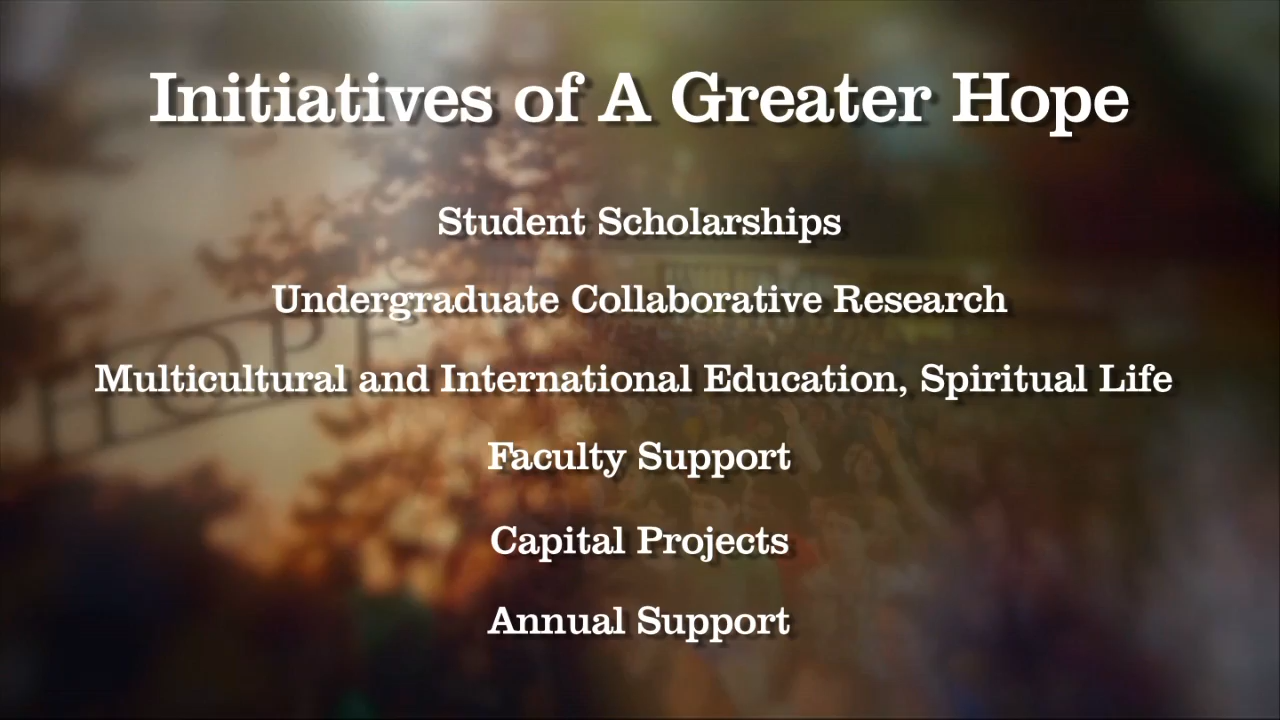 Initiatives of A Greater Hope
Student Scholarships
Undergraduate Collaborative Research
Multicultural and International Education, Spiritual Life
Faculty Support
Capital Projects
Annual Support
HOPE